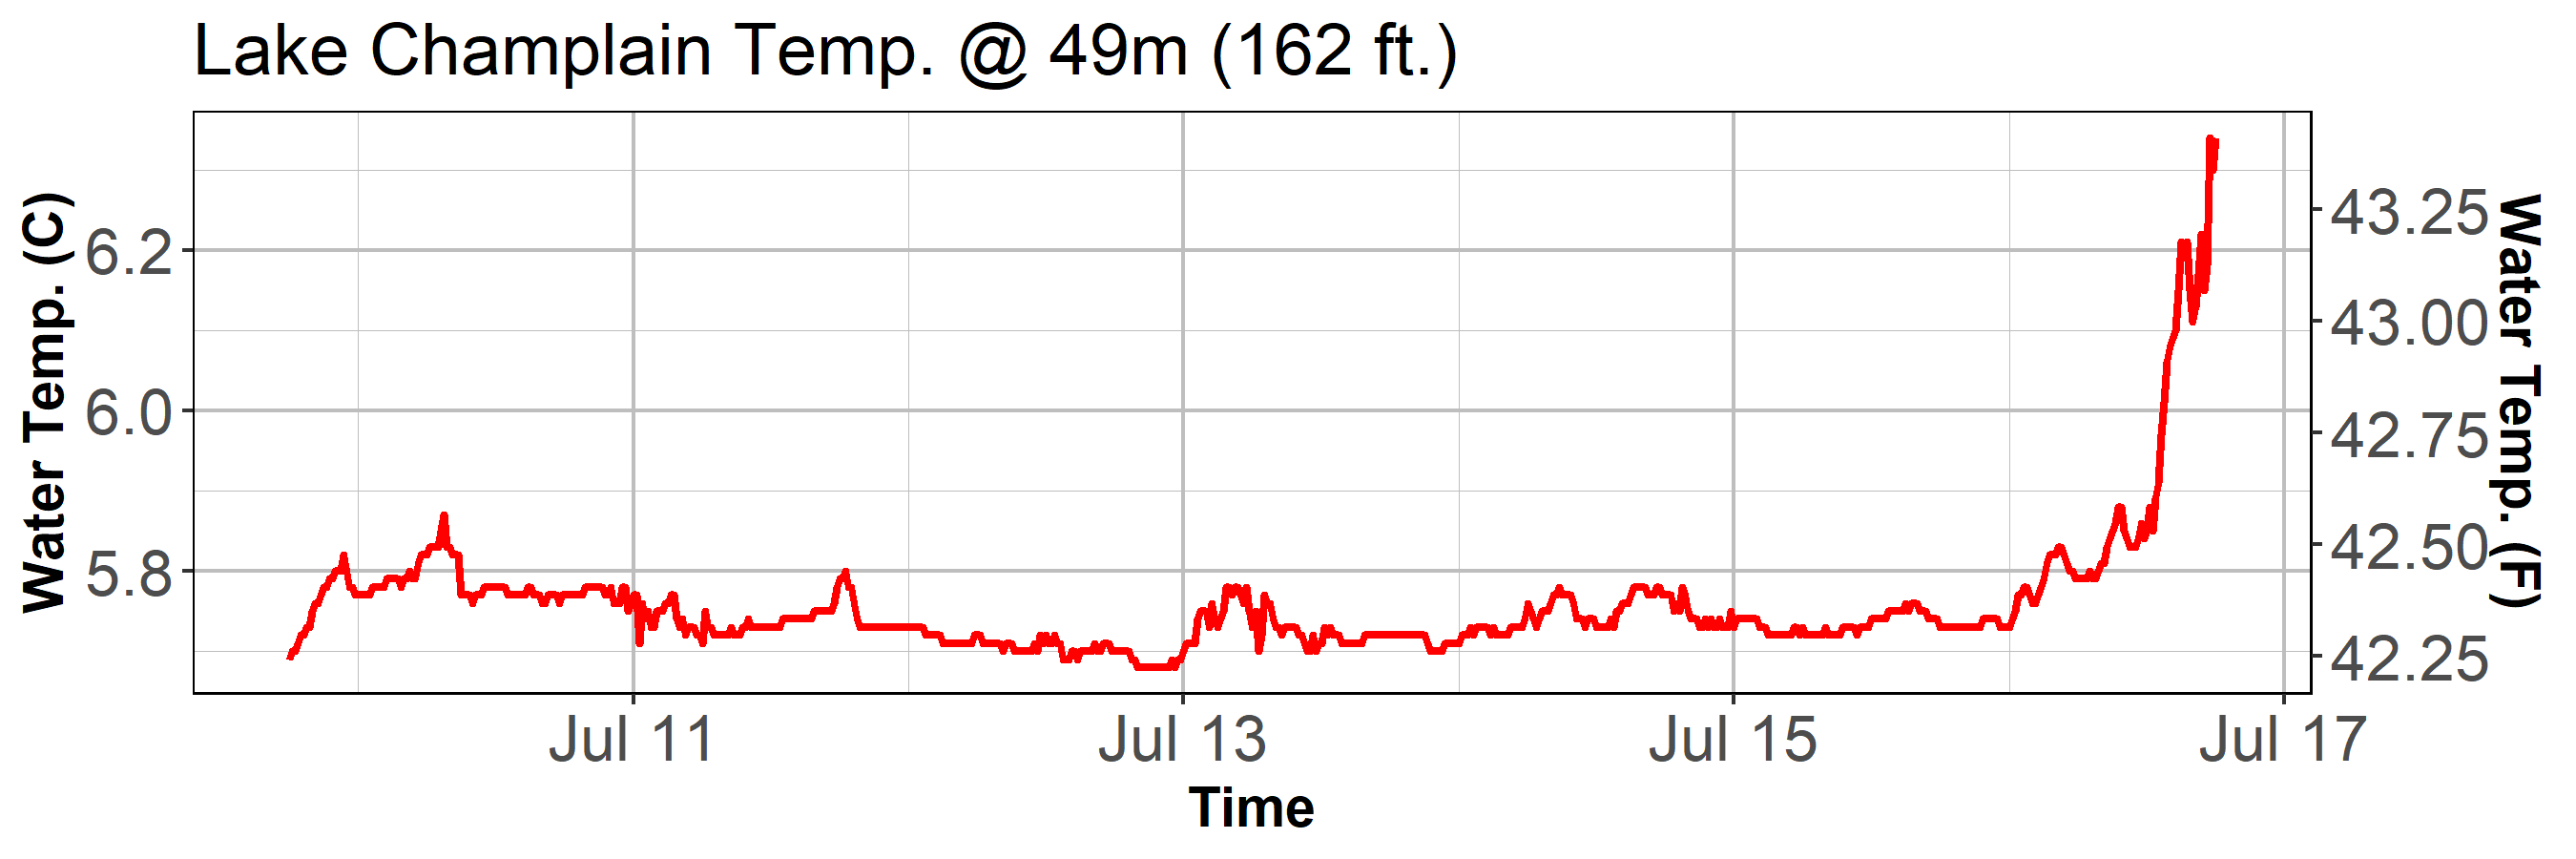 Lake Champlain Temp. @ 49m (162 ft.)
Water Temp. (C)
6.2
6.0
5.8
43.25
43.00
42.75
42.50
42.25
Water Temp. (F)
Jul 11
Jul 13
Jul 15
Jul 17
Time